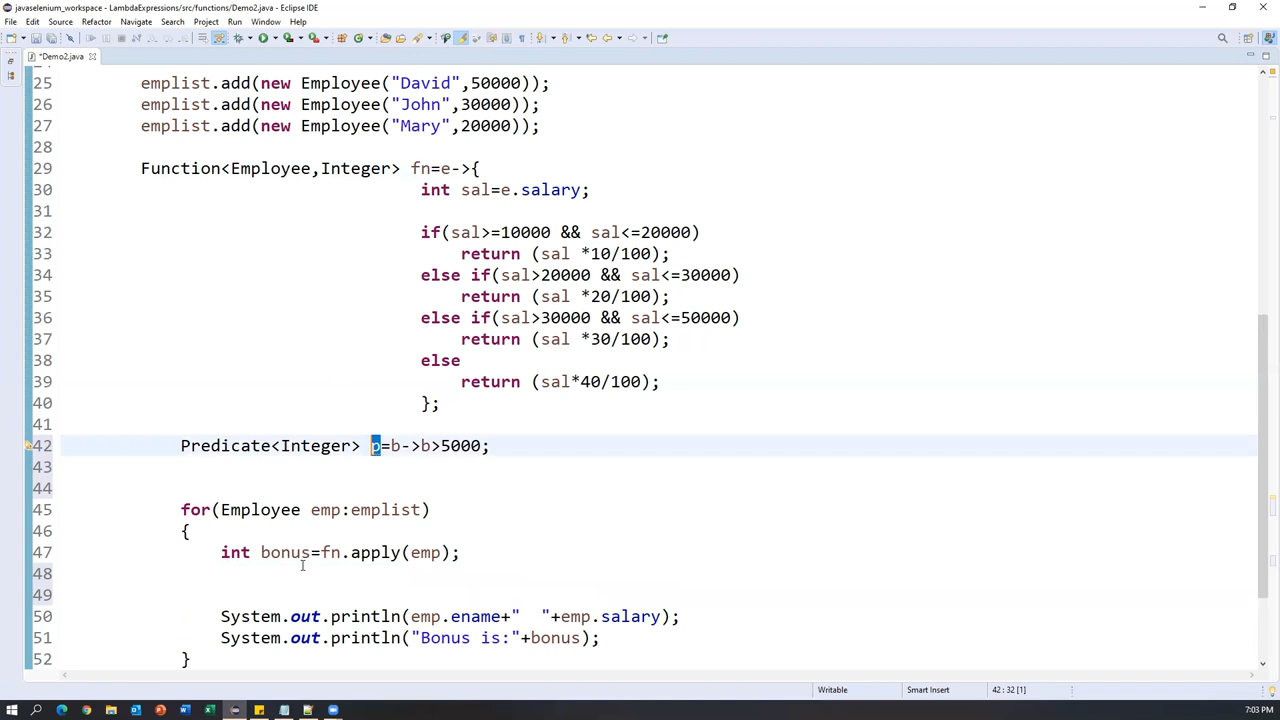 javaselenium_workspace - LambdaExpressions/src/functions/Demo2.java - Eclipse IDE
File Edit Source Refactor Navigate Search Project Run Window Help
*Demo2.java
25 emplist.add(new Employee("David",50000));
26 emplist.add(new Employee("John",30000));
27 emplist.add(new Employee("Mary",20000));
28
29 Function<Employee,Integer> fn=e->{
30 int sal=e.salary;
31
32 if(sal>=10000 && sal<=20000)
33 return (sal *10/100);
34 else if(sal>20000 && sal<=30000)
35 return (sal *20/100);
36 else if(sal>30000 && sal<=50000)
37 return (sal *30/100);
38 else
39 return (sal*40/100);
40 };
41
42 Predicate<Integer> p=b->b>5000;
43
44
45 for(Employee emp:emplist)
46 {
47 int bonus=fn.apply(emp);
48
49
50 System.out.println(emp.ename+"  "+emp.salary);
51 System.out.println("Bonus is:"+bonus);
52 }
Writable Smart Insert 42 : 32 [1]
7:03 PM